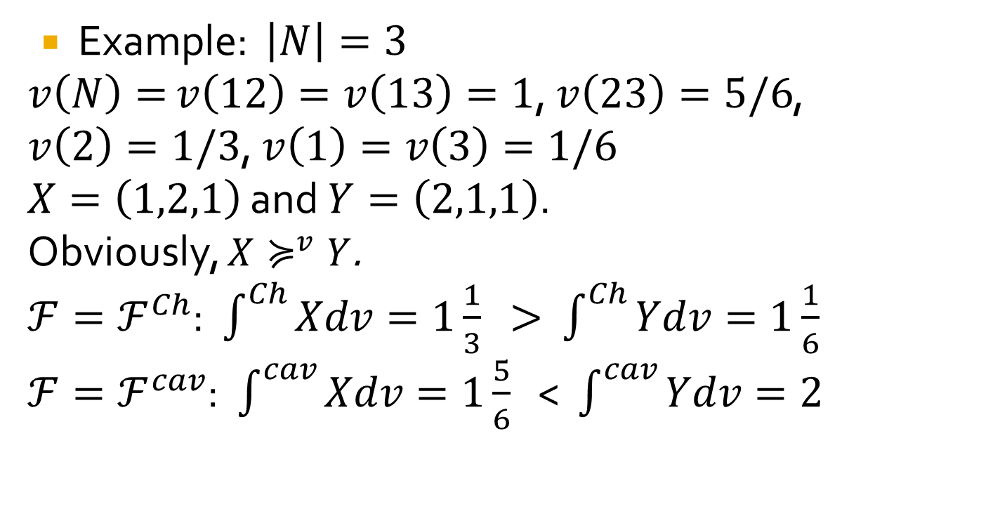 ▪ Example: |N| = 3
v(N) = v(12) = v(13) = 1, v(23) = 5/6,
v(2) = 1/3, v(1) = v(3) = 1/6
X = (1,2,1) and Y = (2,1,1).
Obviously, X ≽ᵛ Y.
ℱ = ℱ^{Ch}: ∫^{Ch} Xdv = 1 1/3 > ∫^{Ch} Ydv = 1 1/6
ℱ = ℱ^{cav}: ∫^{cav} Xdv = 1 5/6 < ∫^{cav} Ydv = 2